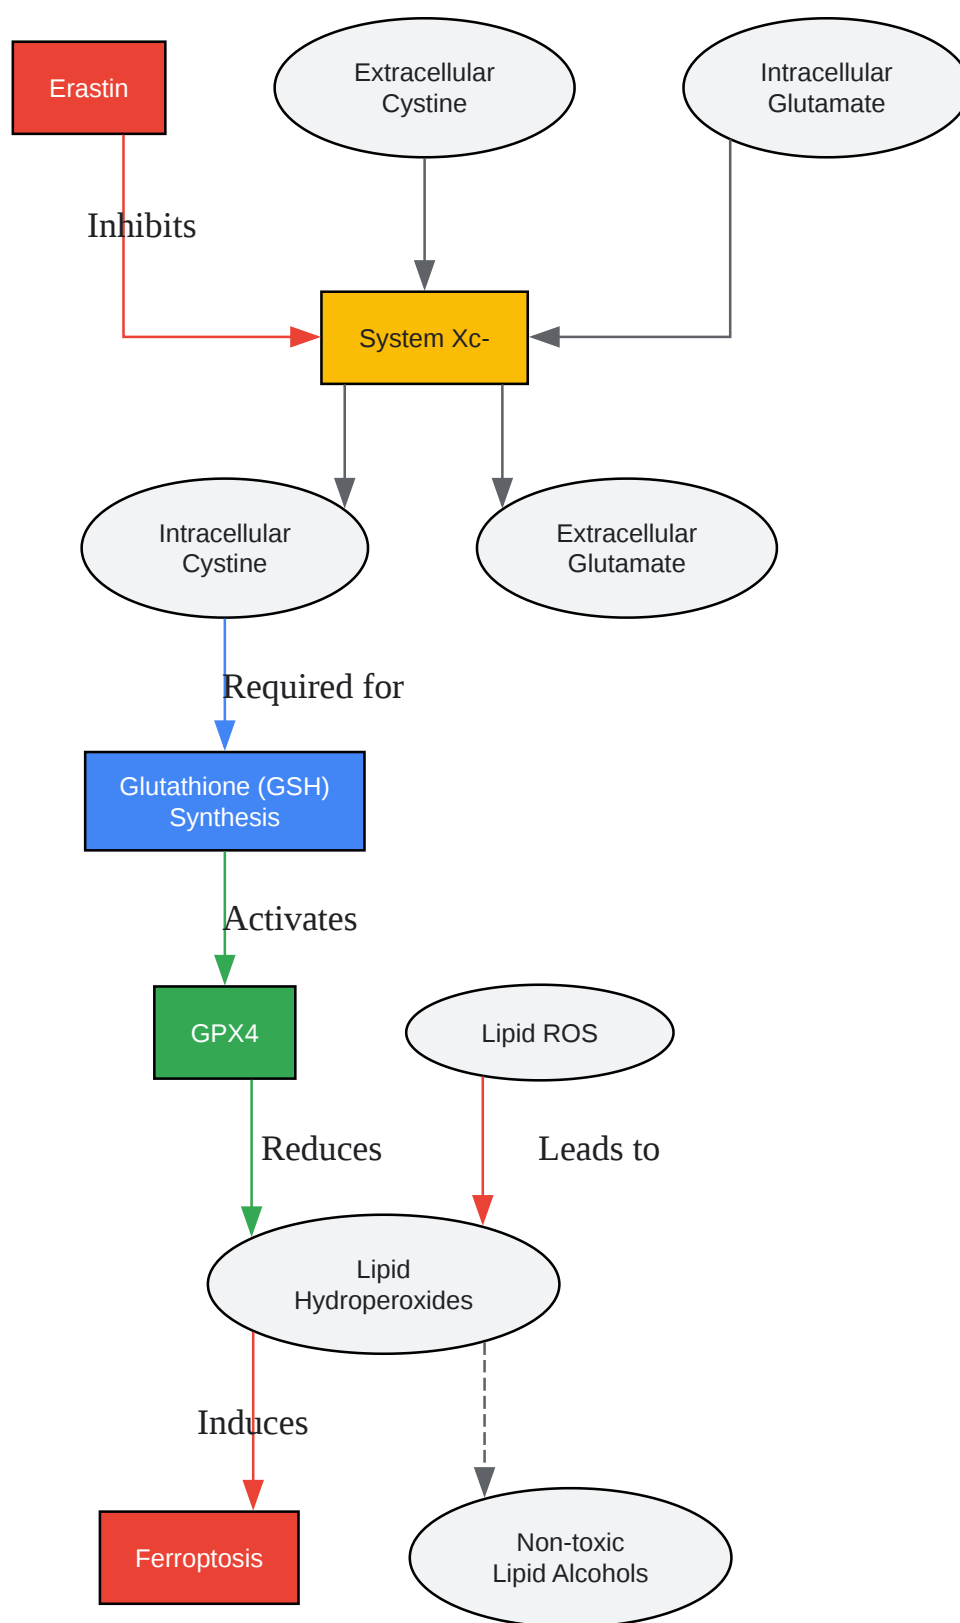 Erastin
Extracellular
Cystine
Intracellular
Glutamate
Inhibits
System Xc-
Intracellular
Cystine
Extracellular
Glutamate
Required for
Glutathione (GSH)
Synthesis
Activates
GPX4
Lipid ROS
Reduces
Leads to
Lipid
Hydroperoxides
Induces
Ferroptosis
Non-toxic
Lipid Alcohols